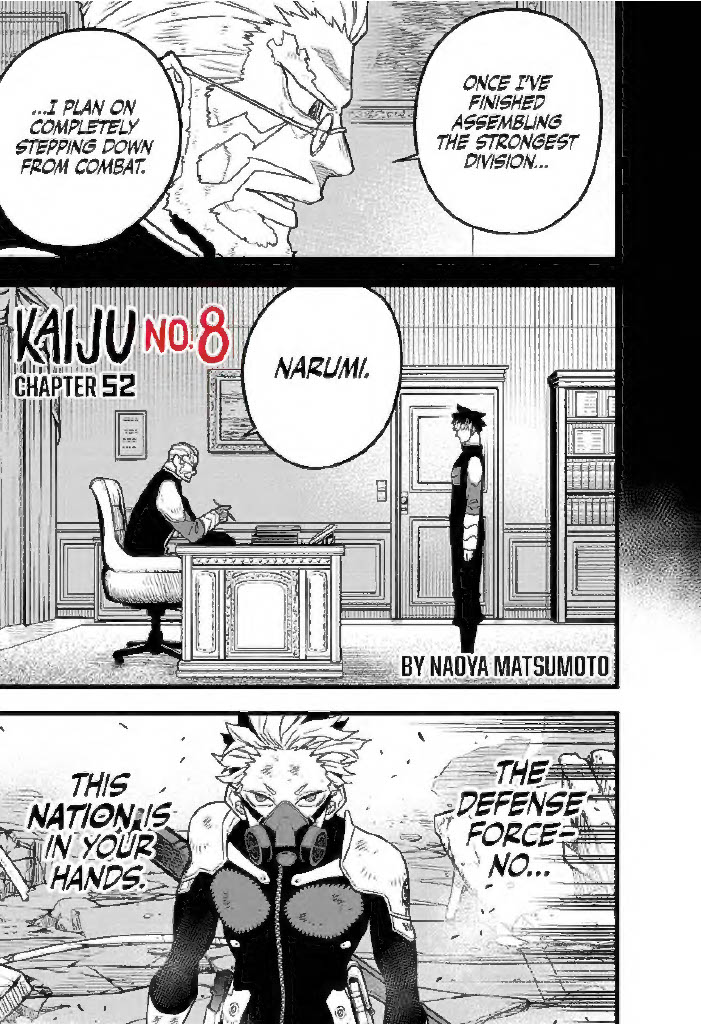 ONCE I'VE
FINISHED
ASSEMBLING
THE STRONGEST
DIVISION...
...I PLAN ON
COMPLETELY
STEPPING DOWN
FROM COMBAT.
KAIJU NO. 8
CHAPTER 52
NARUMI.
BY NAOYA MATSUMOTO
THE
DEFENSE
FORCE–
NO...
THIS
NATION IS
IN YOUR
HANDS.